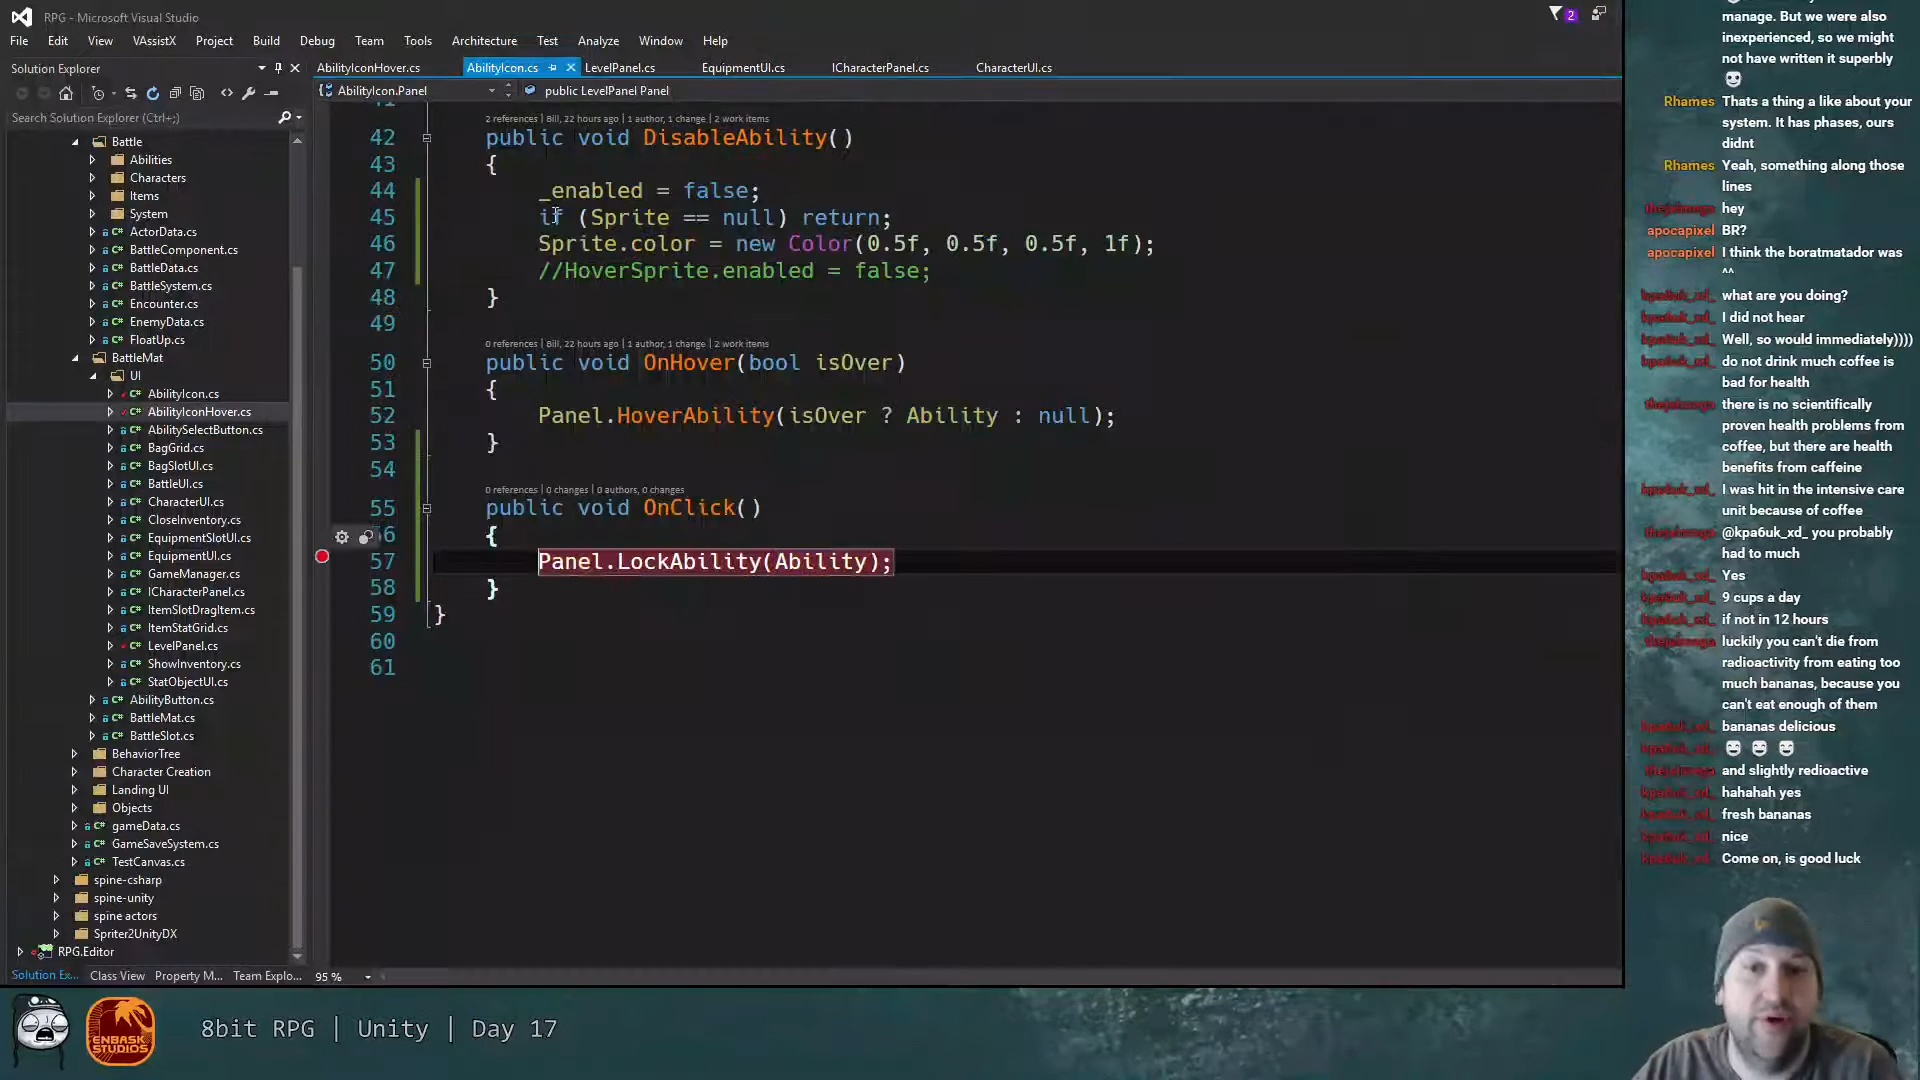 RPG - Microsoft Visual Studio
2
File Edit View VAssistX Project Build Debug Team Tools Architecture Test Analyze Window Help
Solution Explorer
AbilityIconHover.cs AbilityIcon.cs LevelPanel.cs EquipmentUI.cs ICharacterPanel.cs CharacterUI.cs
AbilityIcon.Panel public LevelPanel Panel
Search Solution Explorer (Ctrl+;)
Battle
Abilities
Characters
Items
System
ActorData.cs
BattleComponent.cs
BattleData.cs
BattleSystem.cs
Encounter.cs
EnemyData.cs
FloatUp.cs
BattleMat
UI
AbilityIcon.cs
AbilityIconHover.cs
AbilitySelectButton.cs
BagGrid.cs
BagSlotUI.cs
BattleUI.cs
CharacterUI.cs
CloseInventory.cs
EquipmentSlotUI.cs
EquipmentUI.cs
GameManager.cs
ICharacterPanel.cs
ItemSlotDragItem.cs
ItemStatGrid.cs
LevelPanel.cs
ShowInventory.cs
StatObjectUI.cs
AbilityButton.cs
BattleMat.cs
BattleSlot.cs
BehaviorTree
Character Creation
Landing UI
Objects
gameData.cs
GameSaveSystem.cs
TestCanvas.cs
spine-csharp
spine-unity
spine actors
Spriter2UnityDX
RPG.Editor
Solution Ex... Class View Property M... Team Explo...
95 %
41
2 references | Bill, 22 hours ago | 1 author, 1 change | 2 work items
42 public void DisableAbility()
43 {
44 _enabled = false;
45 if (Sprite == null) return;
46 Sprite.color = new Color(0.5f, 0.5f, 0.5f, 1f);
47 //HoverSprite.enabled = false;
48 }
49
0 references | Bill, 22 hours ago | 1 author, 1 change | 2 work items
50 public void OnHover(bool isOver)
51 {
52 Panel.HoverAbility(isOver ? Ability : null);
53 }
54
0 references | 0 changes | 0 authors, 0 changes
55 public void OnClick()
56 {
57 Panel.LockAbility(Ability);
58 }
59 }
60
61
manage. But we were also
inexperienced, so we might
not have written it superbly
Rhames Thats a thing a like about your
system. It has phases, ours
didnt
Rhames Yeah, something along those
lines
hey
apocapixel BR?
apocapixel I think the boratmatador was
^^
kpa6uk_xd_ what are you doing?
kpa6uk_xd_ I did not hear
kpa6uk_xd_ Well, so would immediately))))
kpa6uk_xd_ do not drink much coffee is
bad for health
there is no scientifically
proven health problems from
coffee, but there are health
benefits from caffeine
kpa6uk_xd_ I was hit in the intensive care
unit because of coffee
@kpa6uk_xd_ you probably
had to much
kpa6uk_xd_ Yes
kpa6uk_xd_ 9 cups a day
kpa6uk_xd_ if not in 12 hours
luckily you can't die from
radioactivity from eating too
much bananas, because you
can't eat enough of them
kpa6uk_xd_ bananas delicious
kpa6uk_xd_
and slightly redioactive
kpa6uk_xd_ hahahah yes
kpa6uk_xd_ fresh bananas
kpa6uk_xd_ nice
kpa6uk_xd_ Come on, is good luck
ENBASK
STUDIOS
8bit RPG | Unity | Day 17